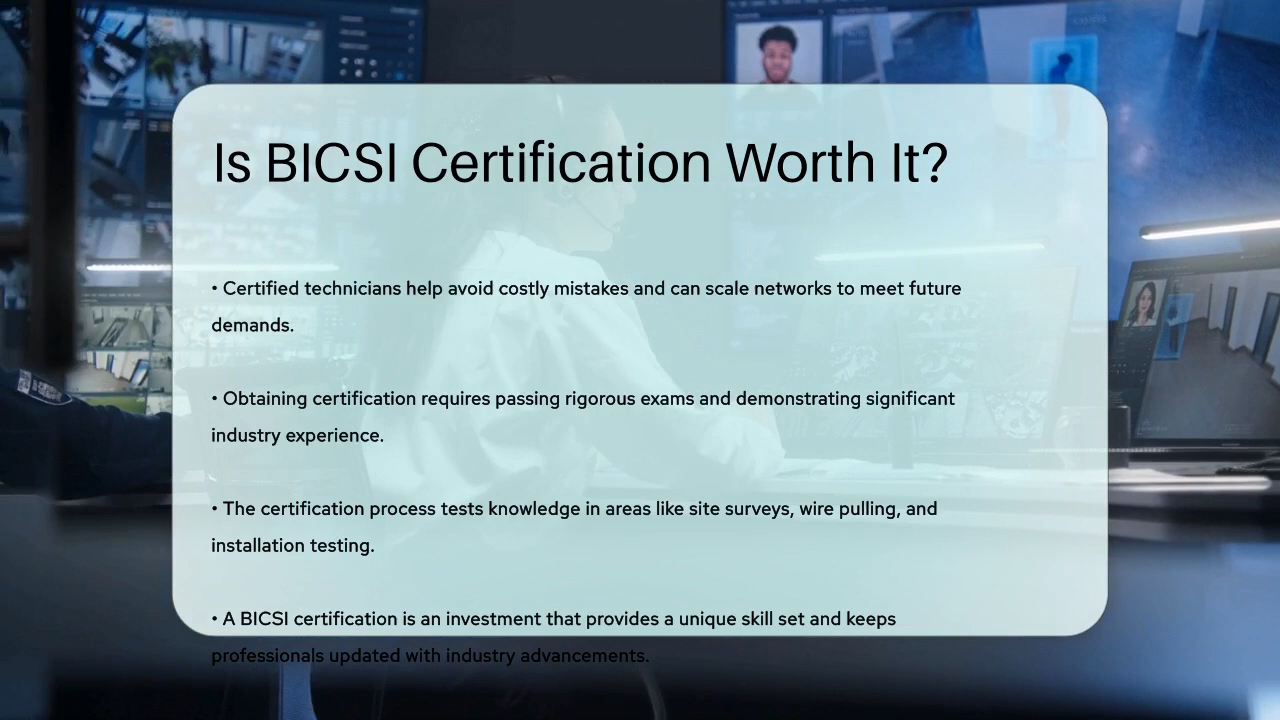 Is BICSI Certification Worth It?
• Certified technicians help avoid costly mistakes and can scale networks to meet future
demands.
• Obtaining certification requires passing rigorous exams and demonstrating significant
industry experience.
• The certification process tests knowledge in areas like site surveys, wire pulling, and
installation testing.
• A BICSI certification is an investment that provides a unique skill set and keeps
professionals updated with industry advancements.